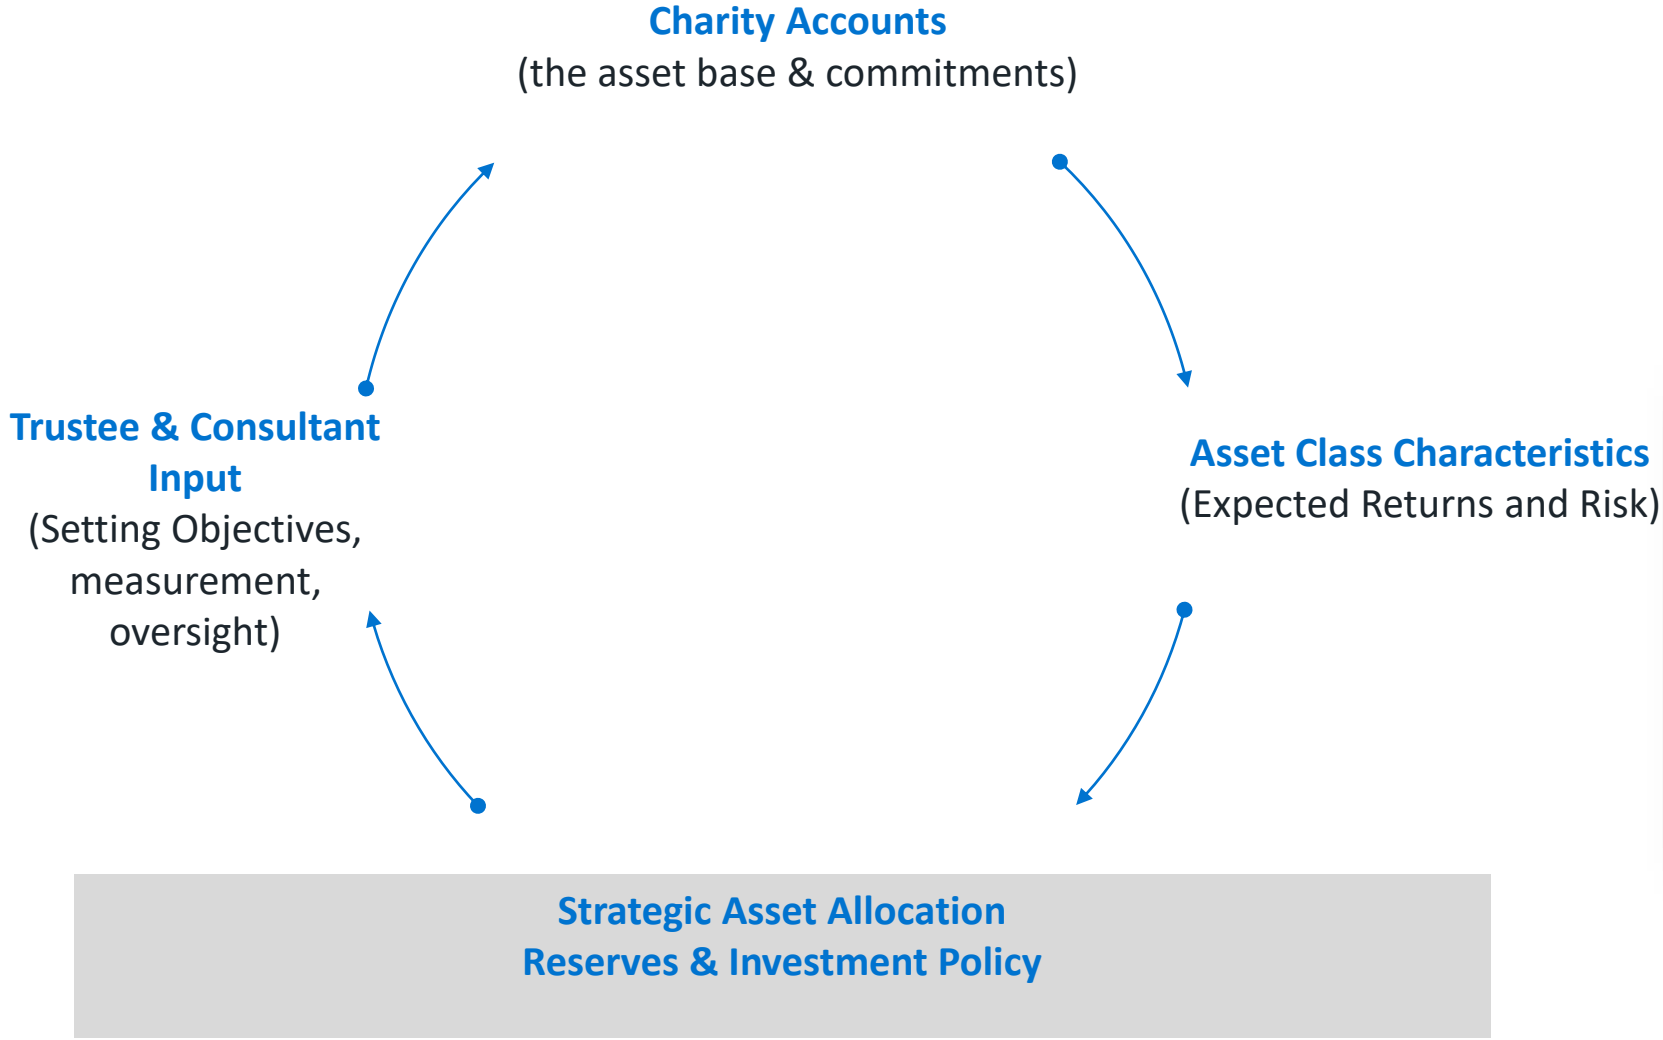 Charity Accounts
(the asset base & commitments)
Trustee & Consultant
Input
(Setting Objectives,
measurement,
oversight)
Asset Class Characteristics
(Expected Returns and Risk)
Strategic Asset Allocation
Reserves & Investment Policy